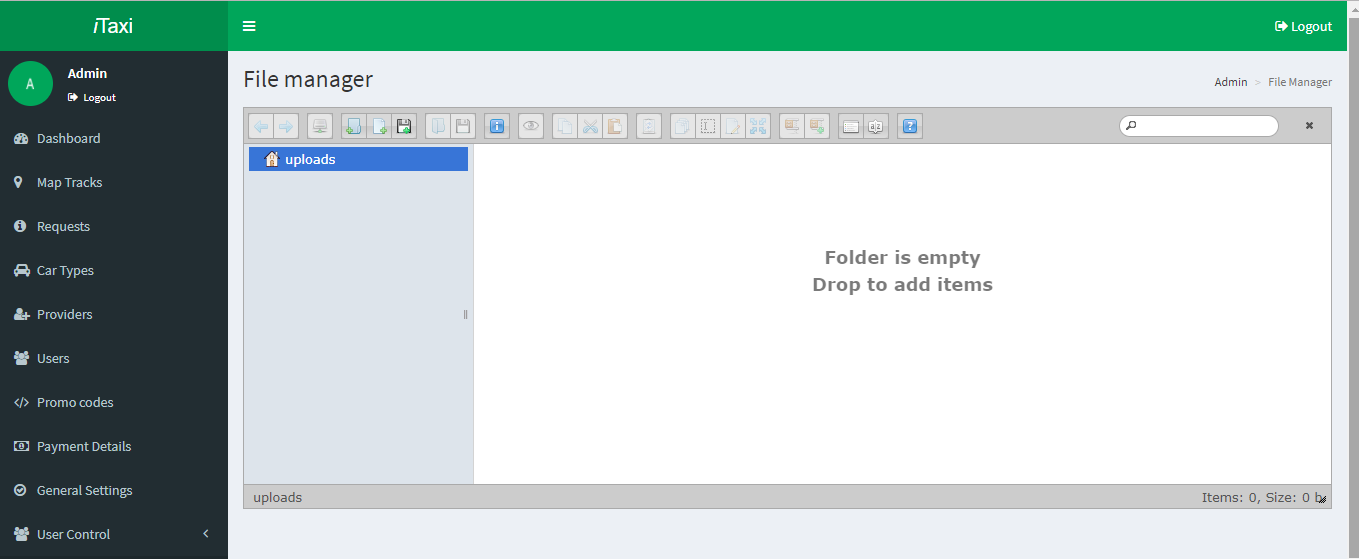 iTaxi
Logout
A
Admin
Logout
Dashboard
Map Tracks
Requests
Car Types
Providers
Users
Promo codes
Payment Details
General Settings
User Control
File manager
Admin > File Manager
uploads
Folder is empty
Drop to add items
uploads
Items: 0, Size: 0 b